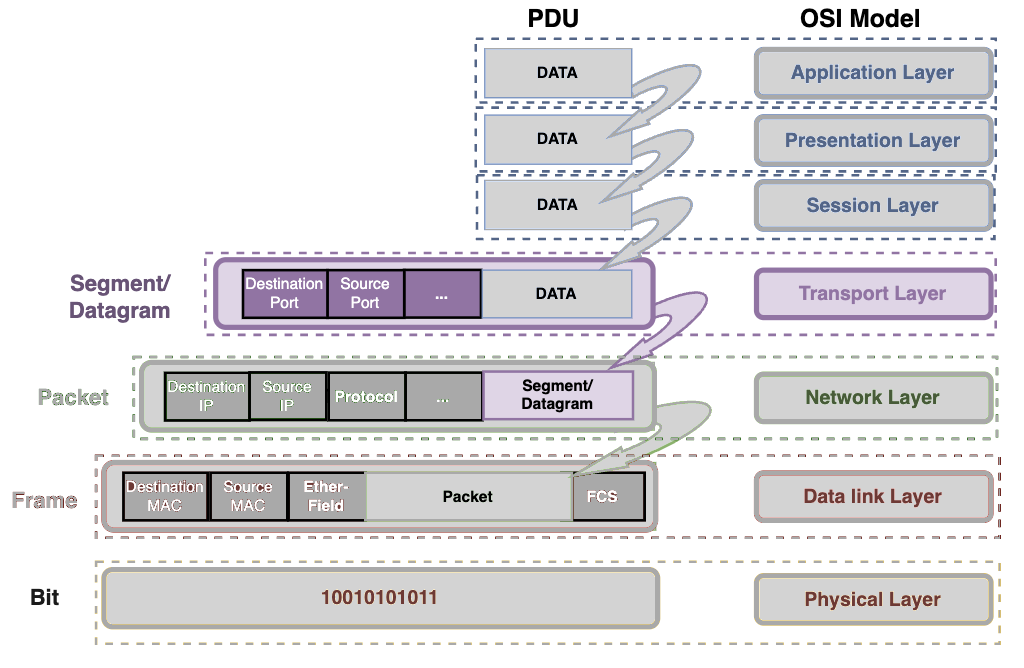 PDU
OSI Model
DATA
Application Layer
DATA
Presentation Layer
DATA
Session Layer
Segment/
Datagram
Destination
Port
Source
Port
...
DATA
Transport Layer
Packet
Destination
IP
Source
IP
Protocol
...
Segment/
Datagram
Network Layer
Frame
Destination
MAC
Source
MAC
Ether-
Field
Packet
FCS
Data link Layer
Bit
10010101011
Physical Layer